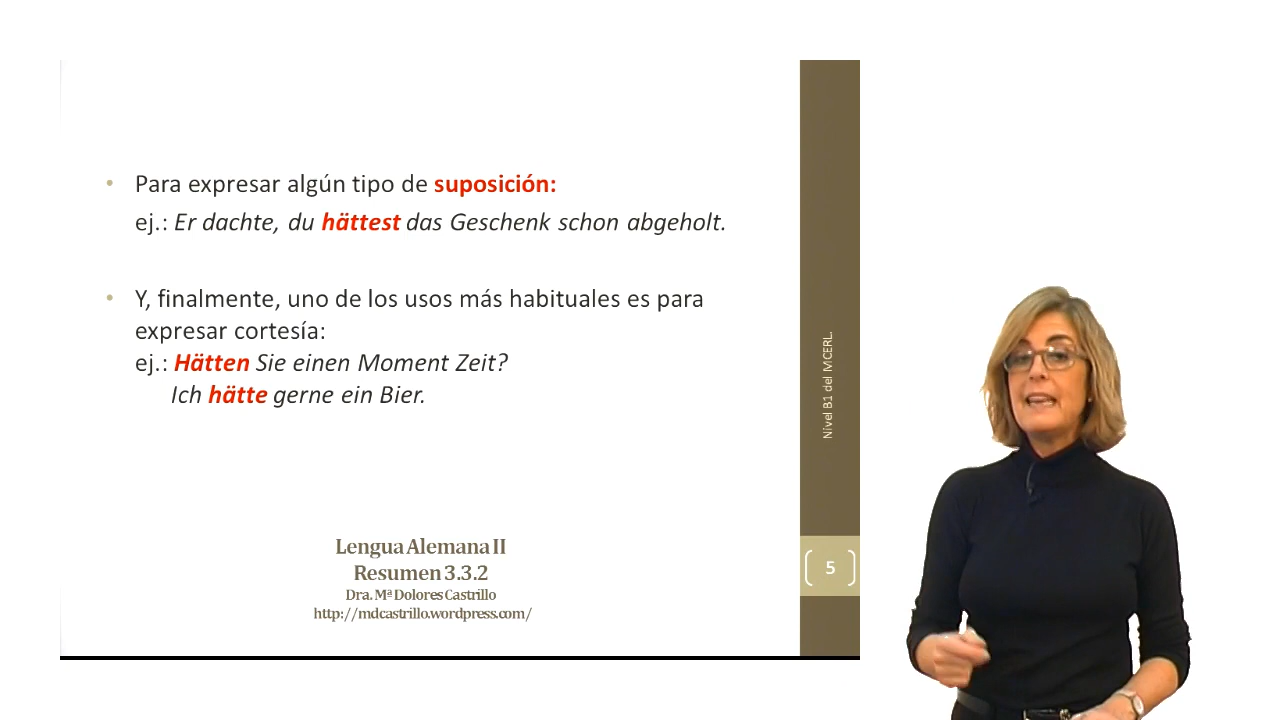 • Para expresar algún tipo de suposición:
ej.: Er dachte, du hättest das Geschenk schon abgeholt.
• Y, finalmente, uno de los usos más habituales es para
expresar cortesía:
ej.: Hätten Sie einen Moment Zeit?
Ich hätte gerne ein Bier.
Nivel B1 del MCERL.
5
Lengua Alemana II
Resumen 3.3.2
Dra. Mª Dolores Castrillo
http://mdcastrillo.wordpress.com/